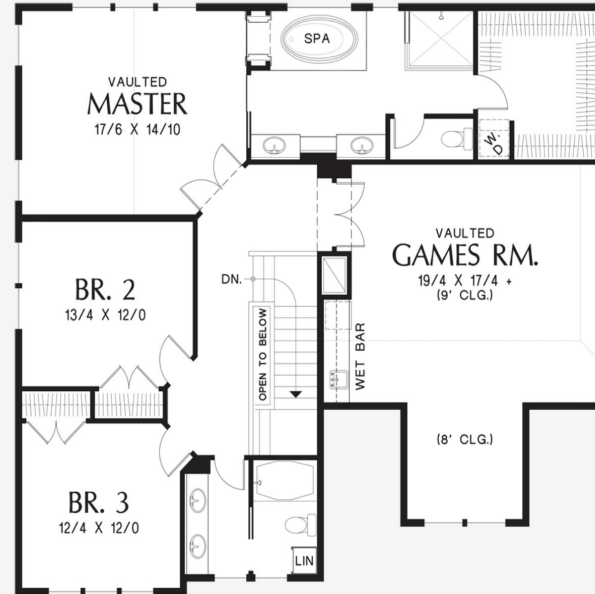 SPA
VAULTED
MASTER
17/6 X 14/10
W.
D
VAULTED
GAMES RM.
19/4 X 17/4 +
(9' CLG.)
DN.
BR. 2
13/4 X 12/0
OPEN TO BELOW
WET BAR
(8' CLG.)
BR. 3
12/4 X 12/0
LIN